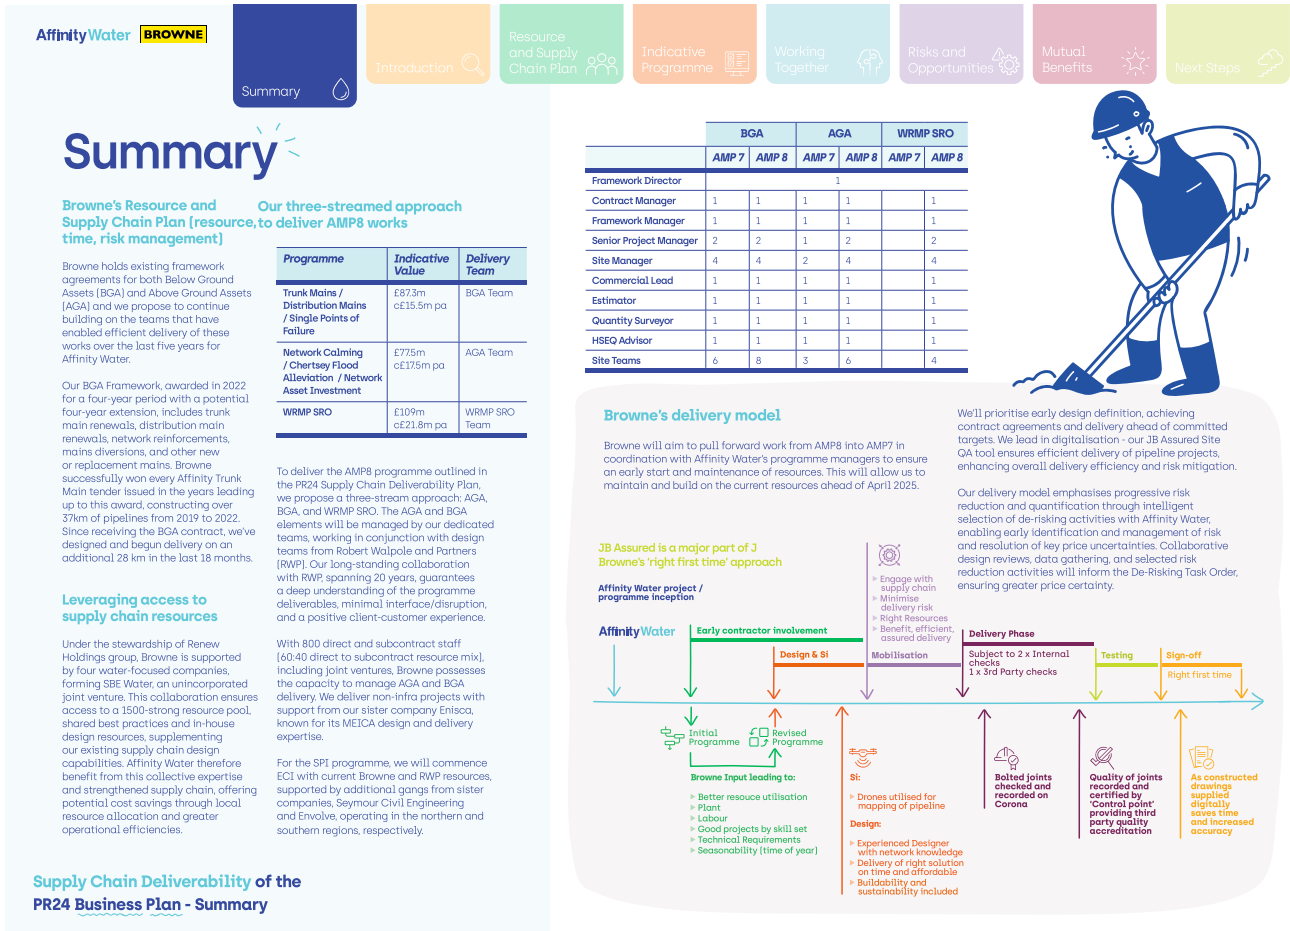 AffinityWater BROWNE
Summary
Introduction
Resource
and Supply
Chain Plan
Indicative
Programme
Working
Together
Risks and
Opportunities
Mutual
Benefits
Next Steps
Summary
Browne's Resource and
Supply Chain Plan (resource,
time, risk management)
Browne holds existing framework
agreements for both Below Ground
Assets (BGA) and Above Ground Assets
(AGA) and we propose to continue
building on the teams that have
enabled efficient delivery of these
works over the last five years for
Affinity Water.
Our BGA Framework, awarded in 2022
for a four-year period with a potential
four-year extension, includes trunk
main renewals, distribution main
renewals, network reinforcements,
mains diversions, and other new
or replacement mains. Browne
successfully won every Affinity Trunk
Main tender issued in the years leading
up to this award, constructing over
37km of pipelines from 2019 to 2022.
Since receiving the BGA contract, we've
designed and begun delivery on an
additional 28 km in the last 18 months.
Leveraging access to
supply chain resources
Under the stewardship of Renew
Holdings group, Browne is supported
by four water-focused companies,
forming SBE Water, an unincorporated
joint venture. This collaboration ensures
access to a 1500-strong resource pool,
shared best practices and in-house
design resources, supplementing
our existing supply chain design
capabilities. Affinity Water therefore
benefit from this collective expertise
and strengthened supply chain, offering
potential cost savings through local
resource allocation and greater
operational efficiencies.
Our three-streamed approach
to deliver AMP8 works
Programme Indicative Value Delivery Team
Trunk Mains / £87.3m BGA Team
Distribution Mains c£15.5m pa
/ Single Points of
Failure
Network Calming £77.5m AGA Team
/ Chertsey Flood c£17.5m pa
Alleviation / Network
Asset Investment
WRMP SRO £109m WRMP SRO
c£21.8m pa Team
To deliver the AMP8 programme outlined in
the PR24 Supply Chain Deliverability Plan,
we propose a three-stream approach: AGA,
BGA, and WRMP SRO. The AGA and BGA
elements will be managed by our dedicated
teams, working in conjunction with design
teams from Robert Walpole and Partners
(RWP). Our long-standing collaboration
with RWP, spanning 20 years, guarantees
a deep understanding of the programme
deliverables, minimal interface/disruption,
and a positive client-customer experience.
With 800 direct and subcontract staff
(60:40 direct to subcontract resource mix),
including joint ventures, Browne possesses
the capacity to manage AGA and BGA
delivery. We deliver non-infra projects with
support from our sister company Enisca,
known for its MEICA design and delivery
expertise.
For the SPI programme, we will commence
ECI with current Browne and RWP resources,
supported by additional gangs from sister
companies, Seymour Civil Engineering
and Envolve, operating in the northern and
southern regions, respectively.
Supply Chain Deliverability of the
PR24 Business Plan - Summary
BGA AGA WRMP SRO
AMP 7 AMP 8 AMP 7 AMP 8 AMP 7 AMP 8
Framework Director 1
Contract Manager 1 1 1 1 1
Framework Manager 1 1 1 1 1
Senior Project Manager 2 2 1 2 2
Site Manager 4 4 2 4 4
Commercial Lead 1 1 1 1 1
Estimator 1 1 1 1 1
Quantity Surveyor 1 1 1 1 1
HSEQ Advisor 1 1 1 1 1
Site Teams 6 8 3 6 4
Browne's delivery model
Browne will aim to pull forward work from AMP8 into AMP7 in
coordination with Affinity Water's programme managers to ensure
an early start and maintenance of resources. This will allow us to
maintain and build on the current resources ahead of April 2025.
We'll prioritise early design definition, achieving
contract agreements and delivery ahead of committed
targets. We lead in digitalisation - our JB Assured Site
QA tool ensures efficient delivery of pipeline projects,
enhancing overall delivery efficiency and risk mitigation.
Our delivery model emphasises progressive risk
reduction and quantification through intelligent
selection of de-risking activities with Affinity Water,
enabling early identification and management of risk
and resolution of key price uncertainties. Collaborative
design reviews, data gathering, and selected risk
reduction activities will inform the De-Risking Task Order,
ensuring greater price certainty.
JB Assured is a major part of J
Browne's 'right first time' approach
Affinity Water project /
programme inception
AffinityWater
Early contractor involvement
Design & Si
Engage with
supply chain
Minimise
delivery risk
Right Resources
Benefit, efficient,
assured delivery
Mobilisation
Delivery Phase
Subject to 2 x Internal
checks
1 x 3rd Party checks
Testing
Sign-off
Right first time
Initial
Programme
Revised
Programme
Browne Input leading to:
Better resouce utilisation
Plant
Labour
Good projects by skill set
Technical Requirements
Seasonability (time of year)
Si:
Drones utilised for
mapping of pipeline
Design:
Experienced Designer
with network knowledge
Delivery of right solution
on time and affordable
Buildability and
sustainability included
Bolted joints
checked and
recorded on
Corona
Quality of joints
recorded and
certified by
'Control point'
providing third
party quality
accreditation
As constructed
drawings
supplied
digitally
saves time
and increased
accuracy